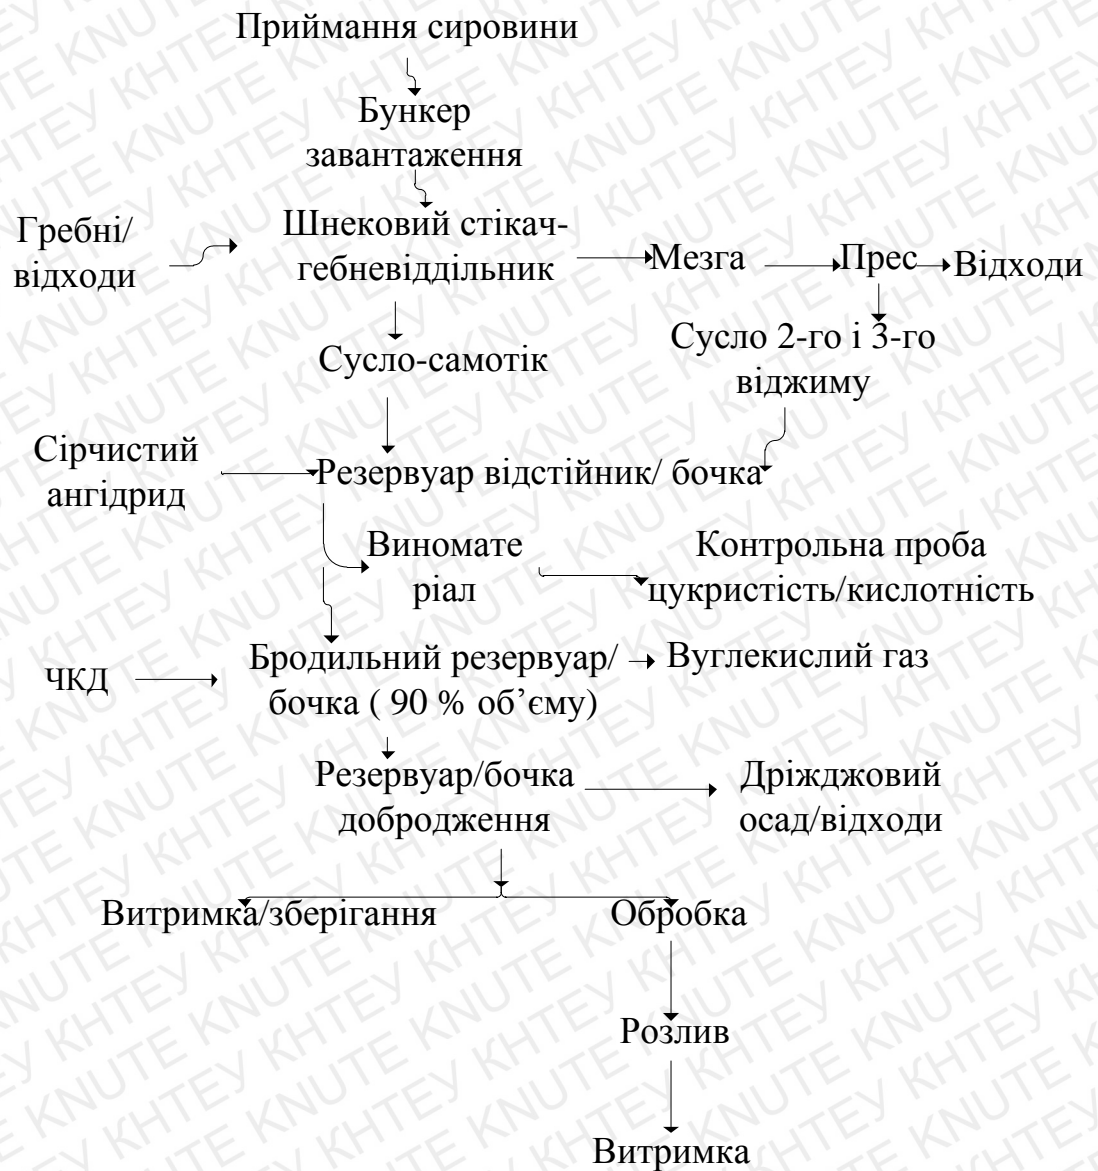 Приймання сировини
Бункер
завантаження
Гребні/
відходи
Шнековий стікач-
гебневіддільник
Мезга
Прес
Відходи
Сусло-самотік
Сусло 2-го і 3-го
віджиму
Сірчистий
ангідрид
Резервуар відстійник/ бочка
Виномате
ріал
Контрольна проба
цукристість/кислотність
ЧКД
Бродильний резервуар/
бочка ( 90 % об’єму)
Вуглекислий газ
Резервуар/бочка
добродження
Дріжджовий
осад/відходи
Витримка/зберігання
Обробка
Розлив
Витримка